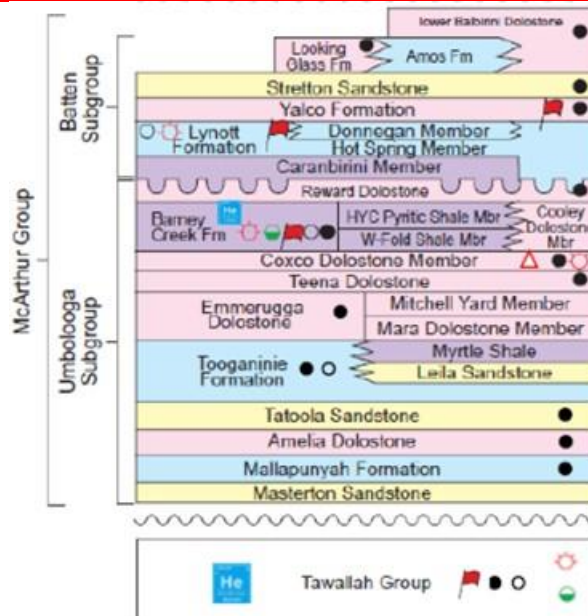 lower Balbirini Dolostone
Looking
Glass Fm
Amos Fm
Stretton Sandstone
Yalco Formation
Lynott
Formation
Donnegan Member
Hot Spring Member
Caranbirini Member
Reward Dolostone
Barney
Creek Fm
He
HYC Pyritic Shale Mbr
W-Fold Shale Mbr
Cooley
Dolostone
Mbr
Coxco Dolostone Member
Teena Dolostone
Emmerugga
Dolostone
Mitchell Yard Member
Mara Dolostone Member
Myrtle Shale
Leila Sandstone
Tooganinie
Formation
Tatoola Sandstone
Amelia Dolostone
Mallapunyah Formation
Masterton Sandstone
McArthur Group
Batten
Subgroup
Umbolooga
Subgroup
He
Tawallah Group